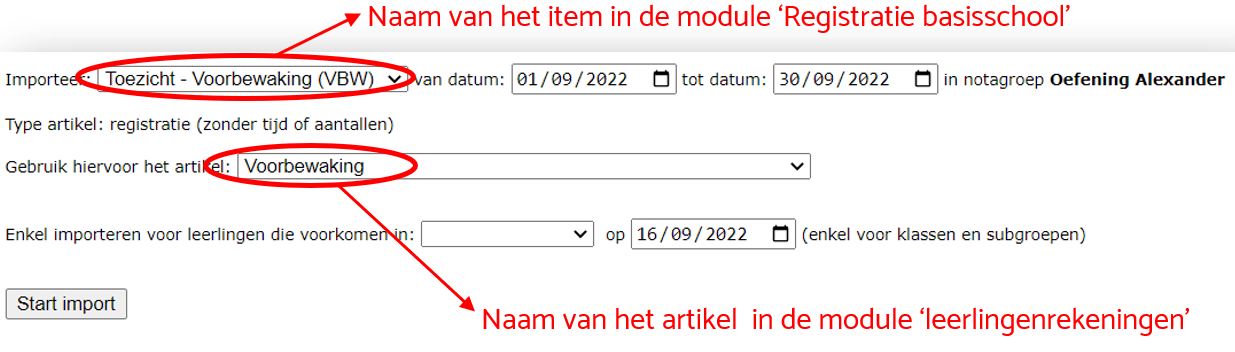 Naam van het item in de module ‘Registratie basisschool’
Importeer: Toezicht - Voorbewaking (VBW) van datum: 01/09/2022 tot datum: 30/09/2022 in notagroep Oefening Alexander
Type artikel: registratie (zonder tijd of aantallen)
Gebruik hiervoor het artikel: Voorbewaking
Enkel importeren voor leerlingen die voorkomen in: op 16/09/2022 (enkel voor klassen en subgroepen)
Start import
Naam van het artikel in de module ‘leerlingenrekeningen’